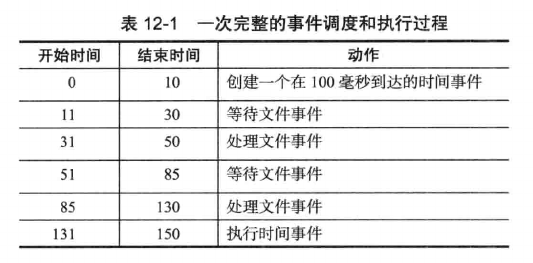 表 12-1 一次完整的事件调度和执行过程
开始时间 结束时间 动作
0 10 创建一个在 100 毫秒到达的时间事件
11 30 等待文件事件
31 50 处理文件事件
51 85 等待文件事件
85 130 处理文件事件
131 150 执行时间事件